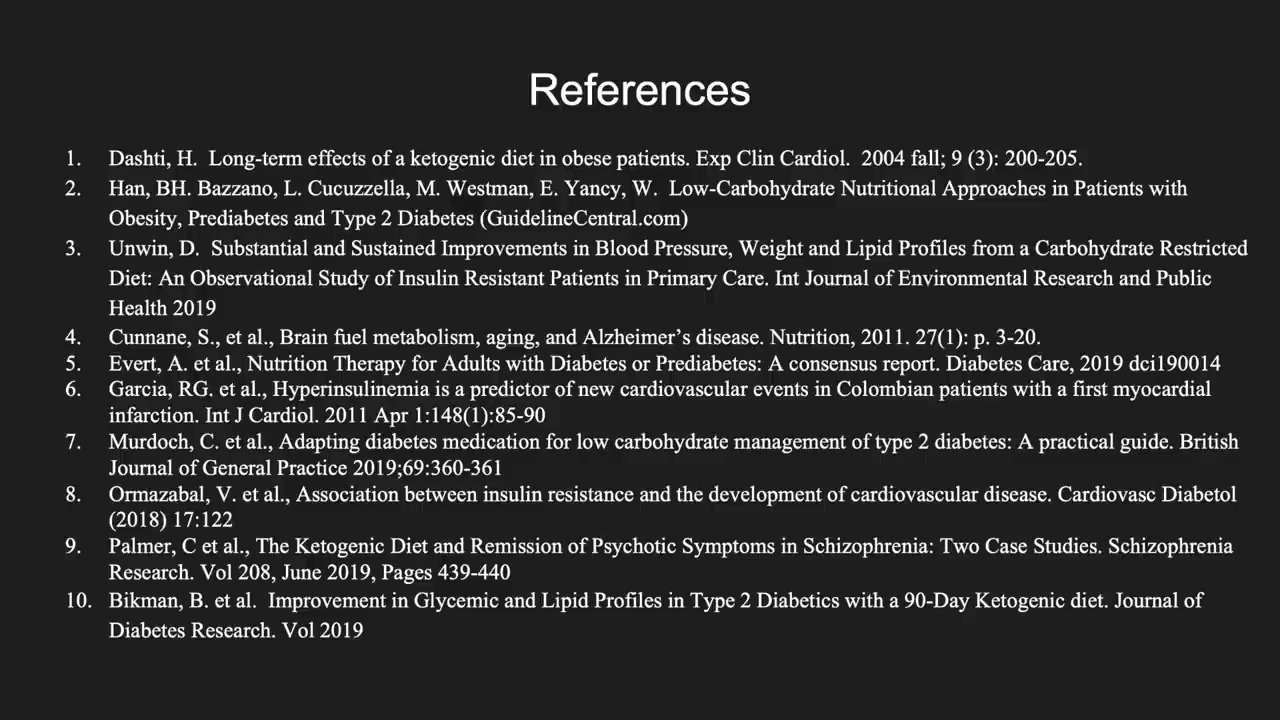 References
1. Dashti, H. Long-term effects of a ketogenic diet in obese patients. Exp Clin Cardiol. 2004 fall; 9 (3): 200-205.
2. Han, BH. Bazzano, L. Cucuzzella, M. Westman, E. Yancy, W. Low-Carbohydrate Nutritional Approaches in Patients with
Obesity, Prediabetes and Type 2 Diabetes (GuidelineCentral.com)
3. Unwin, D. Substantial and Sustained Improvements in Blood Pressure, Weight and Lipid Profiles from a Carbohydrate Restricted
Diet: An Observational Study of Insulin Resistant Patients in Primary Care. Int Journal of Environmental Research and Public
Health 2019
4. Cunnane, S., et al., Brain fuel metabolism, aging, and Alzheimer’s disease. Nutrition, 2011. 27(1): p. 3-20.
5. Evert, A. et al., Nutrition Therapy for Adults with Diabetes or Prediabetes: A consensus report. Diabetes Care, 2019 dci190014
6. Garcia, RG. et al., Hyperinsulinemia is a predictor of new cardiovascular events in Colombian patients with a first myocardial
infarction. Int J Cardiol. 2011 Apr 1:148(1):85-90
7. Murdoch, C. et al., Adapting diabetes medication for low carbohydrate management of type 2 diabetes: A practical guide. British
Journal of General Practice 2019;69:360-361
8. Ormazabal, V. et al., Association between insulin resistance and the development of cardiovascular disease. Cardiovasc Diabetol
(2018) 17:122
9. Palmer, C et al., The Ketogenic Diet and Remission of Psychotic Symptoms in Schizophrenia: Two Case Studies. Schizophrenia
Research. Vol 208, June 2019, Pages 439-440
10. Bikman, B. et al. Improvement in Glycemic and Lipid Profiles in Type 2 Diabetics with a 90-Day Ketogenic diet. Journal of
Diabetes Research. Vol 2019